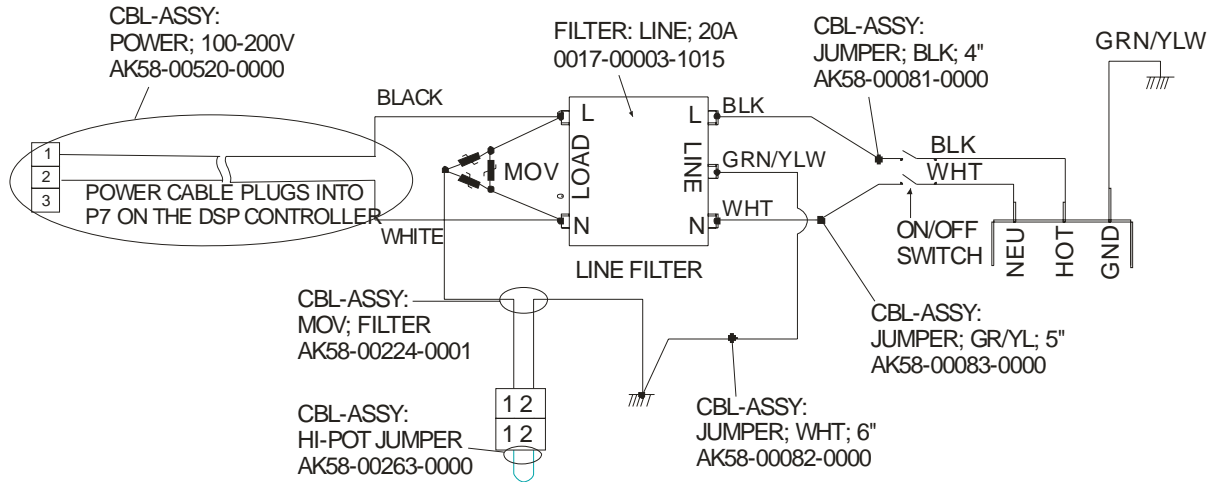 CBL-ASSY:
POWER; 100-200V
AK58-00520-0000
FILTER: LINE; 20A
0017-00003-1015
CBL-ASSY:
JUMPER; BLK; 4"
AK58-00081-0000
GRN/YLW
BLACK
L
L
BLK
LOAD
LINE
MOV
GRN/YLW
BLK
WHT
1
2
3
POWER CABLE PLUGS INTO
P7 ON THE DSP CONTROLLER
WHITE
N
N
WHT
ON/OFF
SWITCH
NEU
HOT
GND
LINE FILTER
CBL-ASSY:
MOV; FILTER
AK58-00224-0001
CBL-ASSY:
JUMPER; GR/YL; 5"
AK58-00083-0000
1 2
1 2
CBL-ASSY:
HI-POT JUMPER
AK58-00263-0000
CBL-ASSY:
JUMPER; WHT; 6"
AK58-00082-0000